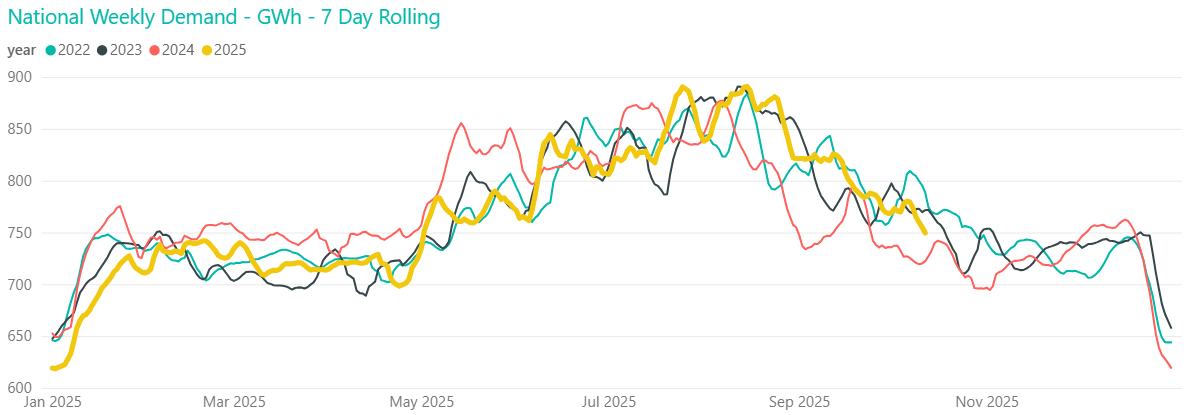 National Weekly Demand - GWh - 7 Day Rolling
year 2022 2023 2024 2025
900
850
800
750
700
650
600
Jan 2025 Mar 2025 May 2025 Jul 2025 Sep 2025 Nov 2025